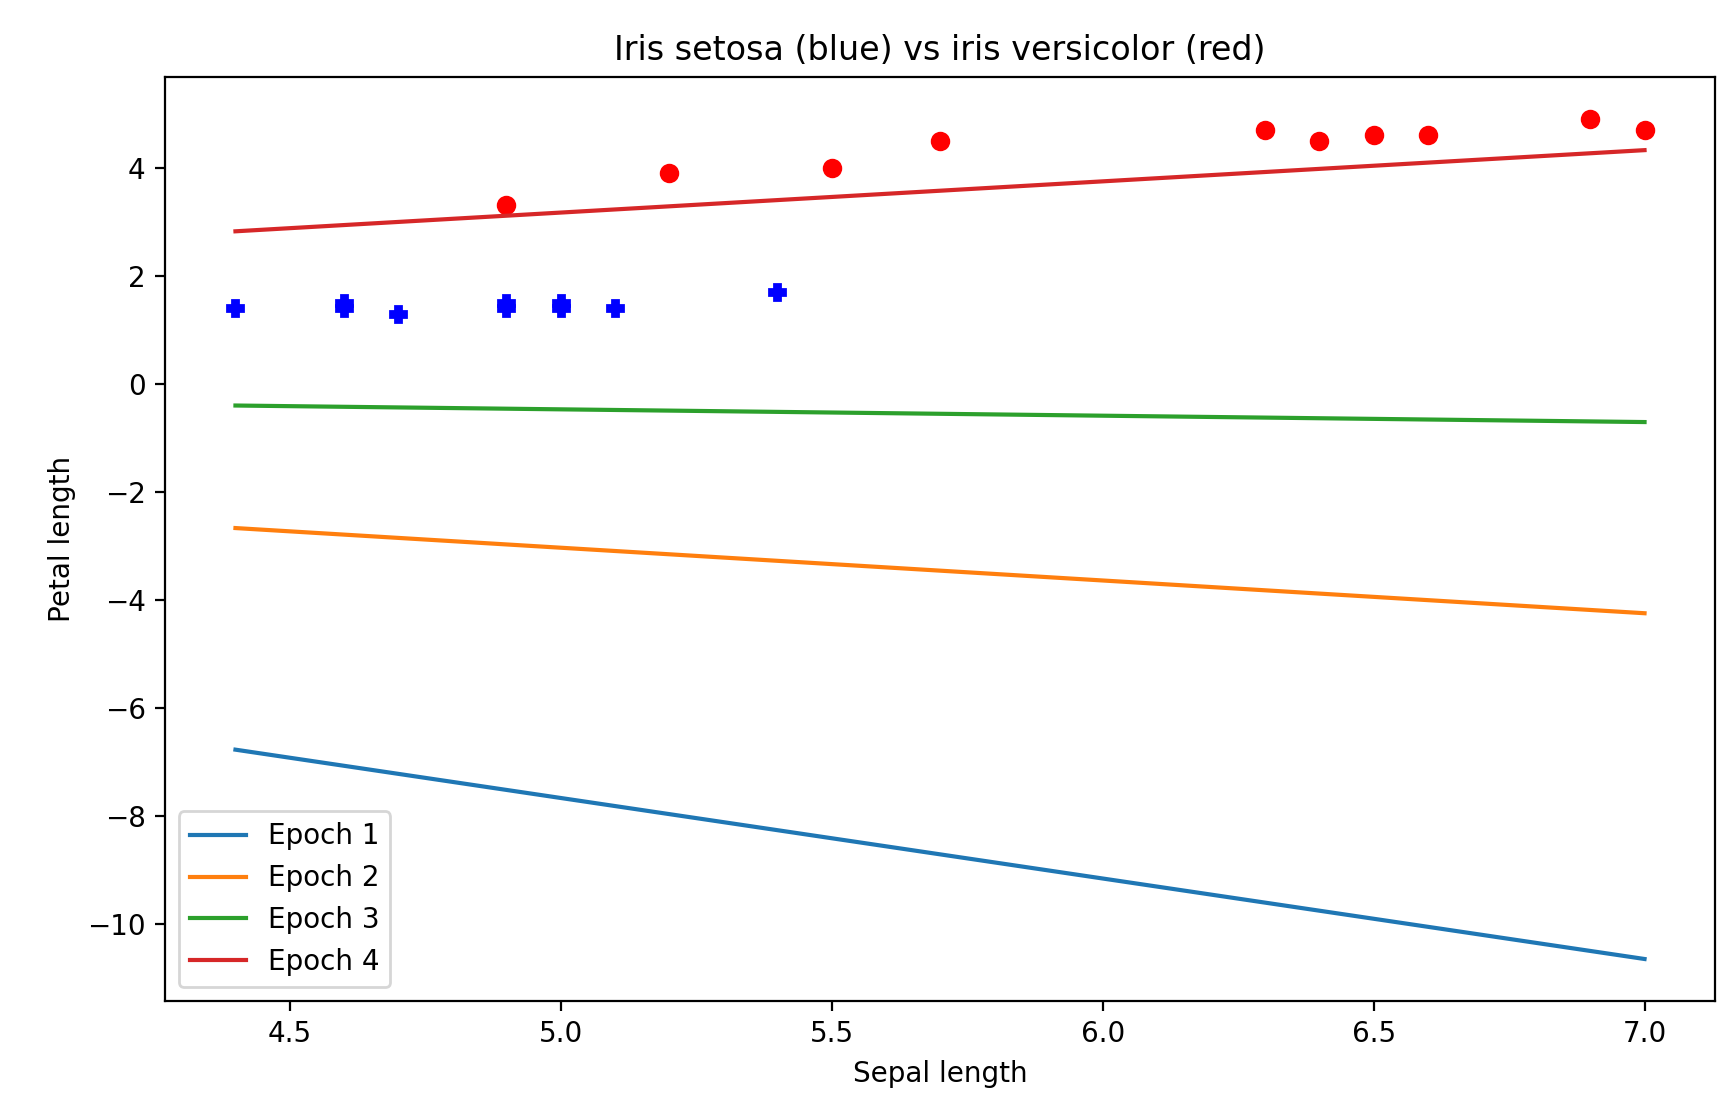 Iris setosa (blue) vs iris versicolor (red)
Petal length
4
2
0
−2
−4
−6
−8
−10
Epoch 1
Epoch 2
Epoch 3
Epoch 4
4.5 5.0 5.5 6.0 6.5 7.0
Sepal length